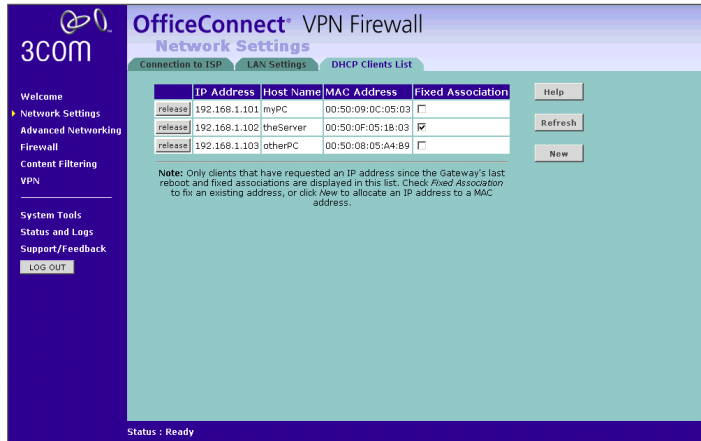 3COM
OfficeConnect® VPN Firewall
Network Settings
Connection to ISP LAN Settings DHCP Clients List
Welcome
Network Settings
Advanced Networking
Firewall
Content Filtering
VPN
System Tools
Status and Logs
Support/Feedback
LOG OUT
IP Address Host Name MAC Address Fixed Association
release 192.168.1.101 myPC 00:50:09:0C:05:03
release 192.168.1.102 theServer 00:50:0F:05:1B:03
release 192.168.1.103 otherPC 00:50:08:05:A4:B9
Note: Only clients that have requested an IP address since the Gateway's last
reboot and fixed associations are displayed in this list. Check Fixed Association
to fix an existing address, or click New to allocate an IP address to a MAC
address.
Help
Refresh
New
Status : Ready